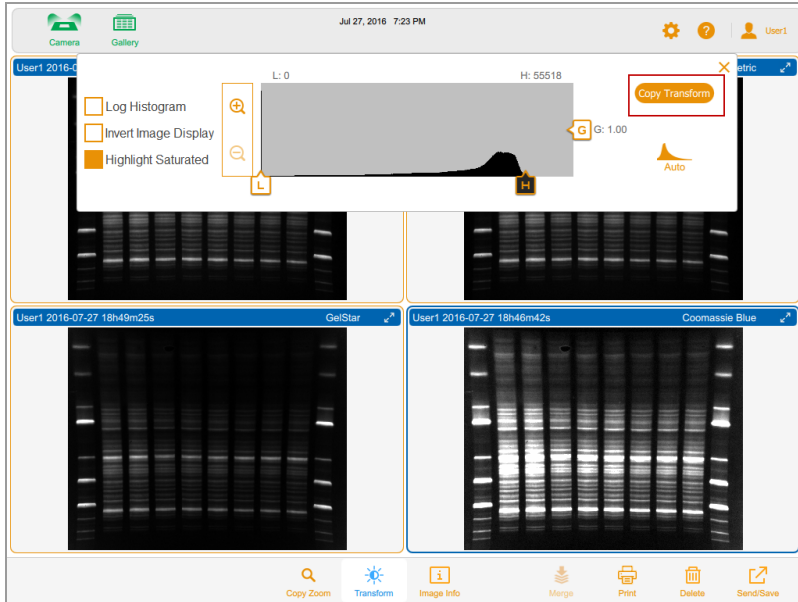 Jul 27, 2016 7:23 PM
Camera
Gallery
?
User1
User1 2016-0
etric
L: 0
H: 55518
Copy Transform
Log Histogram
Invert Image Display
Highlight Saturated
G
G: 1.00
Auto
L
H
User1 2016-07-27 18h49m25s
GelStar
User1 2016-07-27 18h46m42s
Coomassie Blue
Copy Zoom
Transform
i
Image Info
Merge
Print
Delete
Send/Save